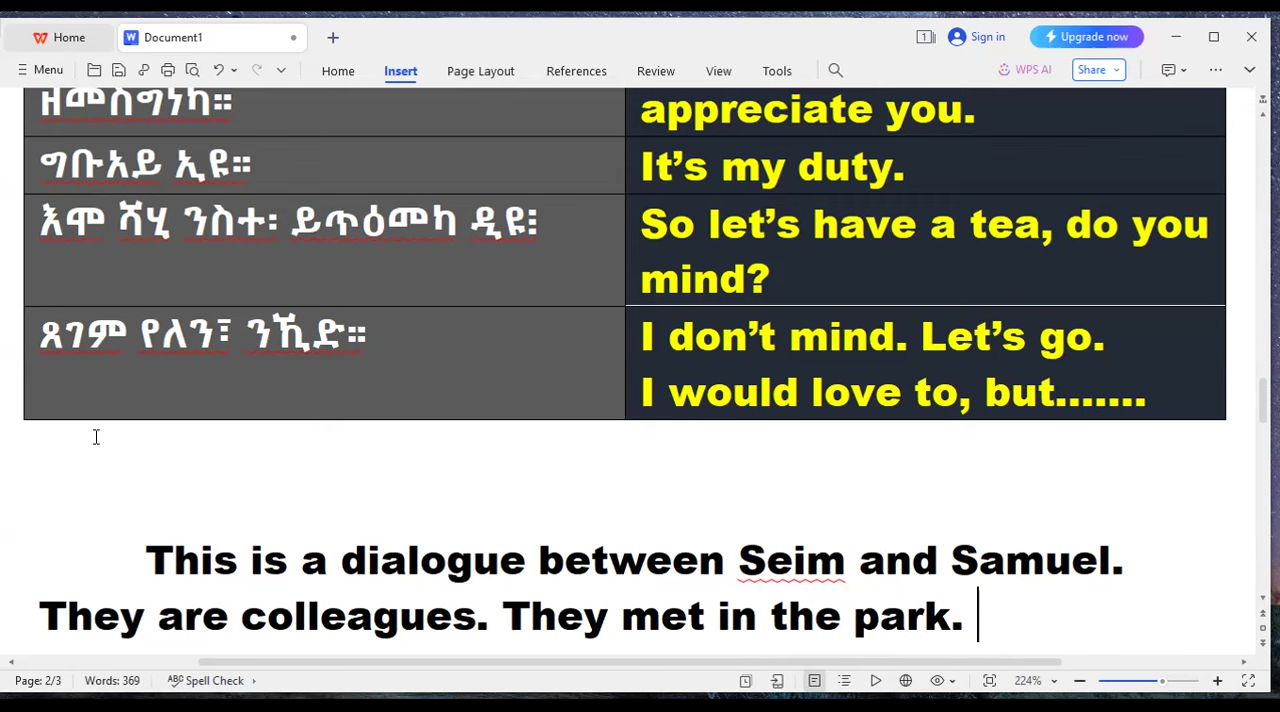 Home
Document1
1
Sign in
Upgrade now
Menu
Home
Insert
Page Layout
References
Review
View
Tools
WPS AI
Share
ዘመስግነካ።
appreciate you.
ግቡአይ ኢዩ።
It’s my duty.
እሞ ሻሂ ንስተ፡ ይጥዕመካ ዲዩ፧
So let’s have a tea, do you
mind?
ጸገም የለን፣ ንኺድ።
I don’t mind. Let’s go.
I would love to, but.......
This is a dialogue between Seim and Samuel.
They are colleagues. They met in the park.
Page: 2/3
Words: 369
ABC Spell Check
224%